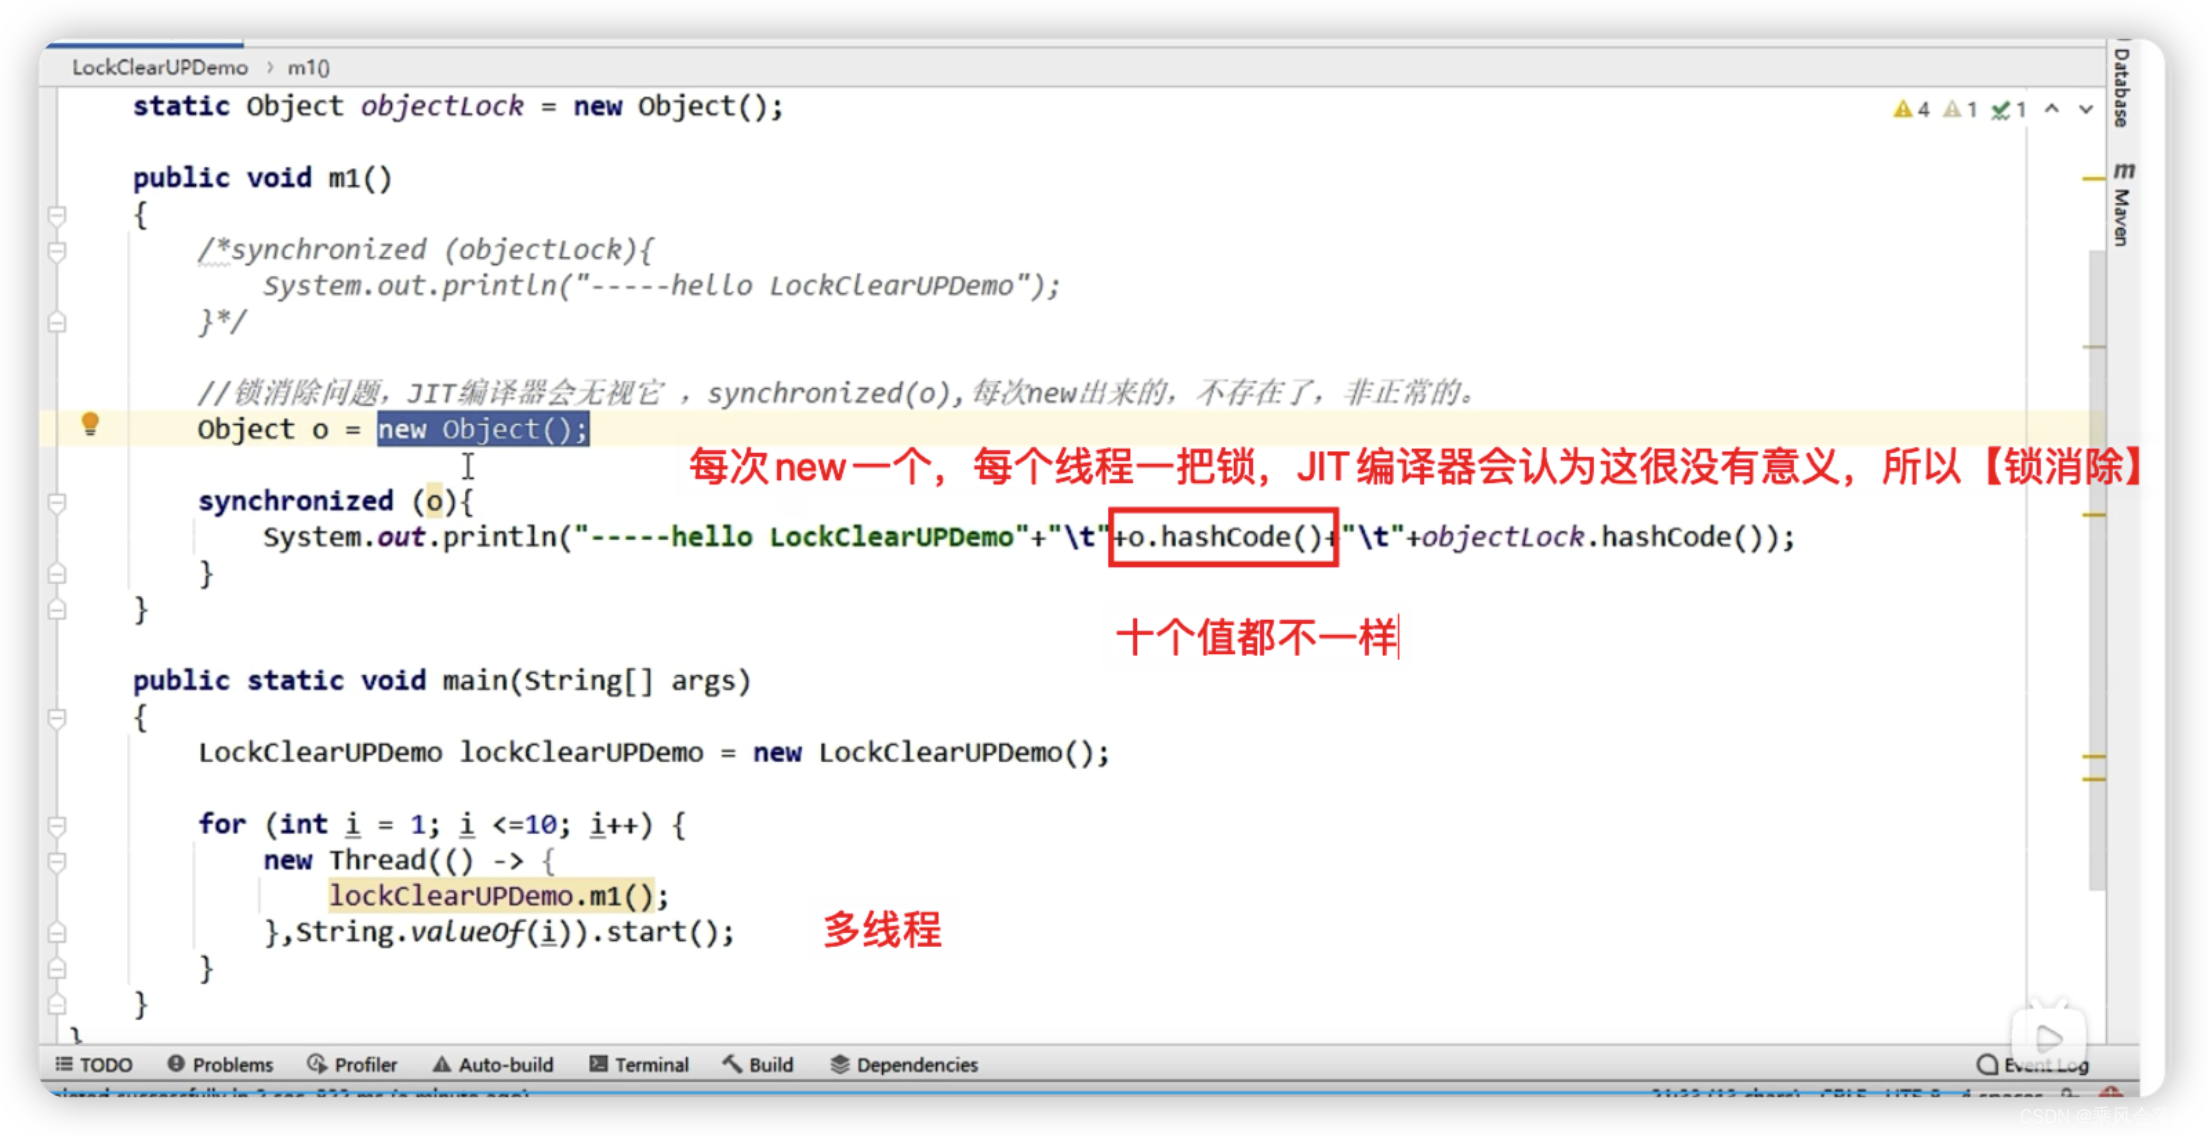 LockClearUPDemo > m1()
static Object objectLock = new Object();
4 1 1
Database
public void m1()
m Maven
{
/*synchronized (objectLock){
System.out.println("-----hello LockClearUPDemo");
}*/
//锁消除问题，JIT编译器会无视它 ，synchronized(o),每次new出来的，不存在了，非正常的。
Object o = new Object();
每次new一个，每个线程一把锁，JIT编译器会认为这很没有意义，所以【锁消除】
synchronized (o){
System.out.println("-----hello LockClearUPDemo"+"\t"+o.hashCode()+"\t"+objectLock.hashCode());
}
}
十个值都不一样
public static void main(String[] args)
{
LockClearUPDemo lockClearUPDemo = new LockClearUPDemo();
for (int i = 1; i <=10; i++) {
new Thread(() -> {
lockClearUPDemo.m1();
},String.valueOf(i)).start();
多线程
}
}
}
TODO Problems Profiler Auto-build Terminal Build Dependencies Event Log
CSDN @乘风